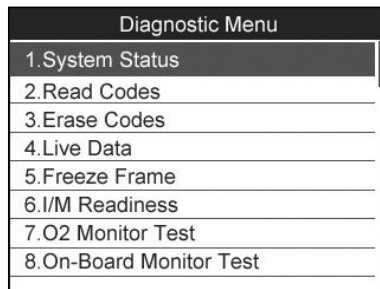 Diagnostic Menu
1.System Status
2.Read Codes
3.Erase Codes
4.Live Data
5.Freeze Frame
6.I/M Readiness
7.O2 Monitor Test
8.On-Board Monitor Test